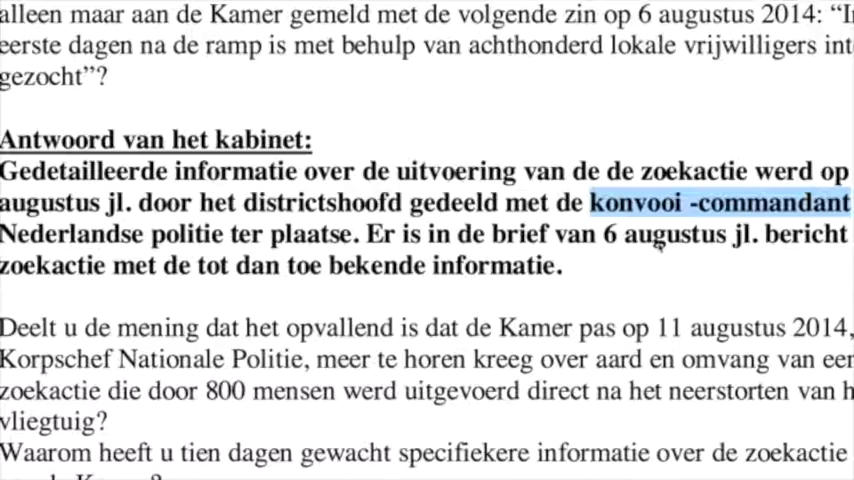 alleen maar aan de Kamer gemeld met de volgende zin op 6 augustus 2014: “I
eerste dagen na de ramp is met behulp van achthonderd lokale vrijwilligers int
gezocht”?
Antwoord van het kabinet:
Gedetailleerde informatie over de uitvoering van de de zoekactie werd op
augustus jl. door het districtshoofd gedeeld met de konvooi -commandant
Nederlandse politie ter plaatse. Er is in de brief van 6 augustus jl. bericht
zoekactie met de tot dan toe bekende informatie.
Deelt u de mening dat het opvallend is dat de Kamer pas op 11 augustus 2014,
Korpschef Nationale Politie, meer te horen kreeg over aard en omvang van een
zoekactie die door 800 mensen werd uitgevoerd direct na het neerstorten van h
vliegtuig?
Waarom heeft u tien dagen gewacht specifiekere informatie over de zoekactie